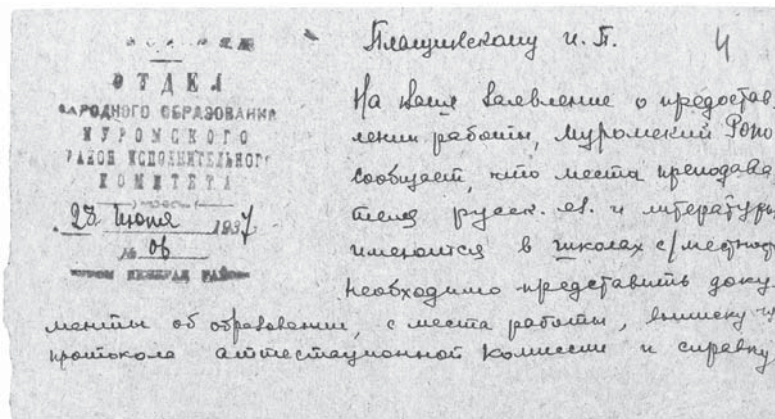 Плащинскому И. П. 4
ОТДЕЛ
НАРОДНОГО ОБРАЗОВАНИЯ
МУРОМСКОГО
РАЙОН ИСПОЛНИТЕЛЬНОГО
КОМИТЕТА
28 июня 1937
№ 06
На Ваше заявление о предостав
лении работы, Муромский Роно
сообщает, что места преподава
теля русск. яз. и литературы
имеются в школах с/местност
необходимо представить доку-
менты об образовании, с места работы, выписку из
протокола аттестационной комиссии и справку